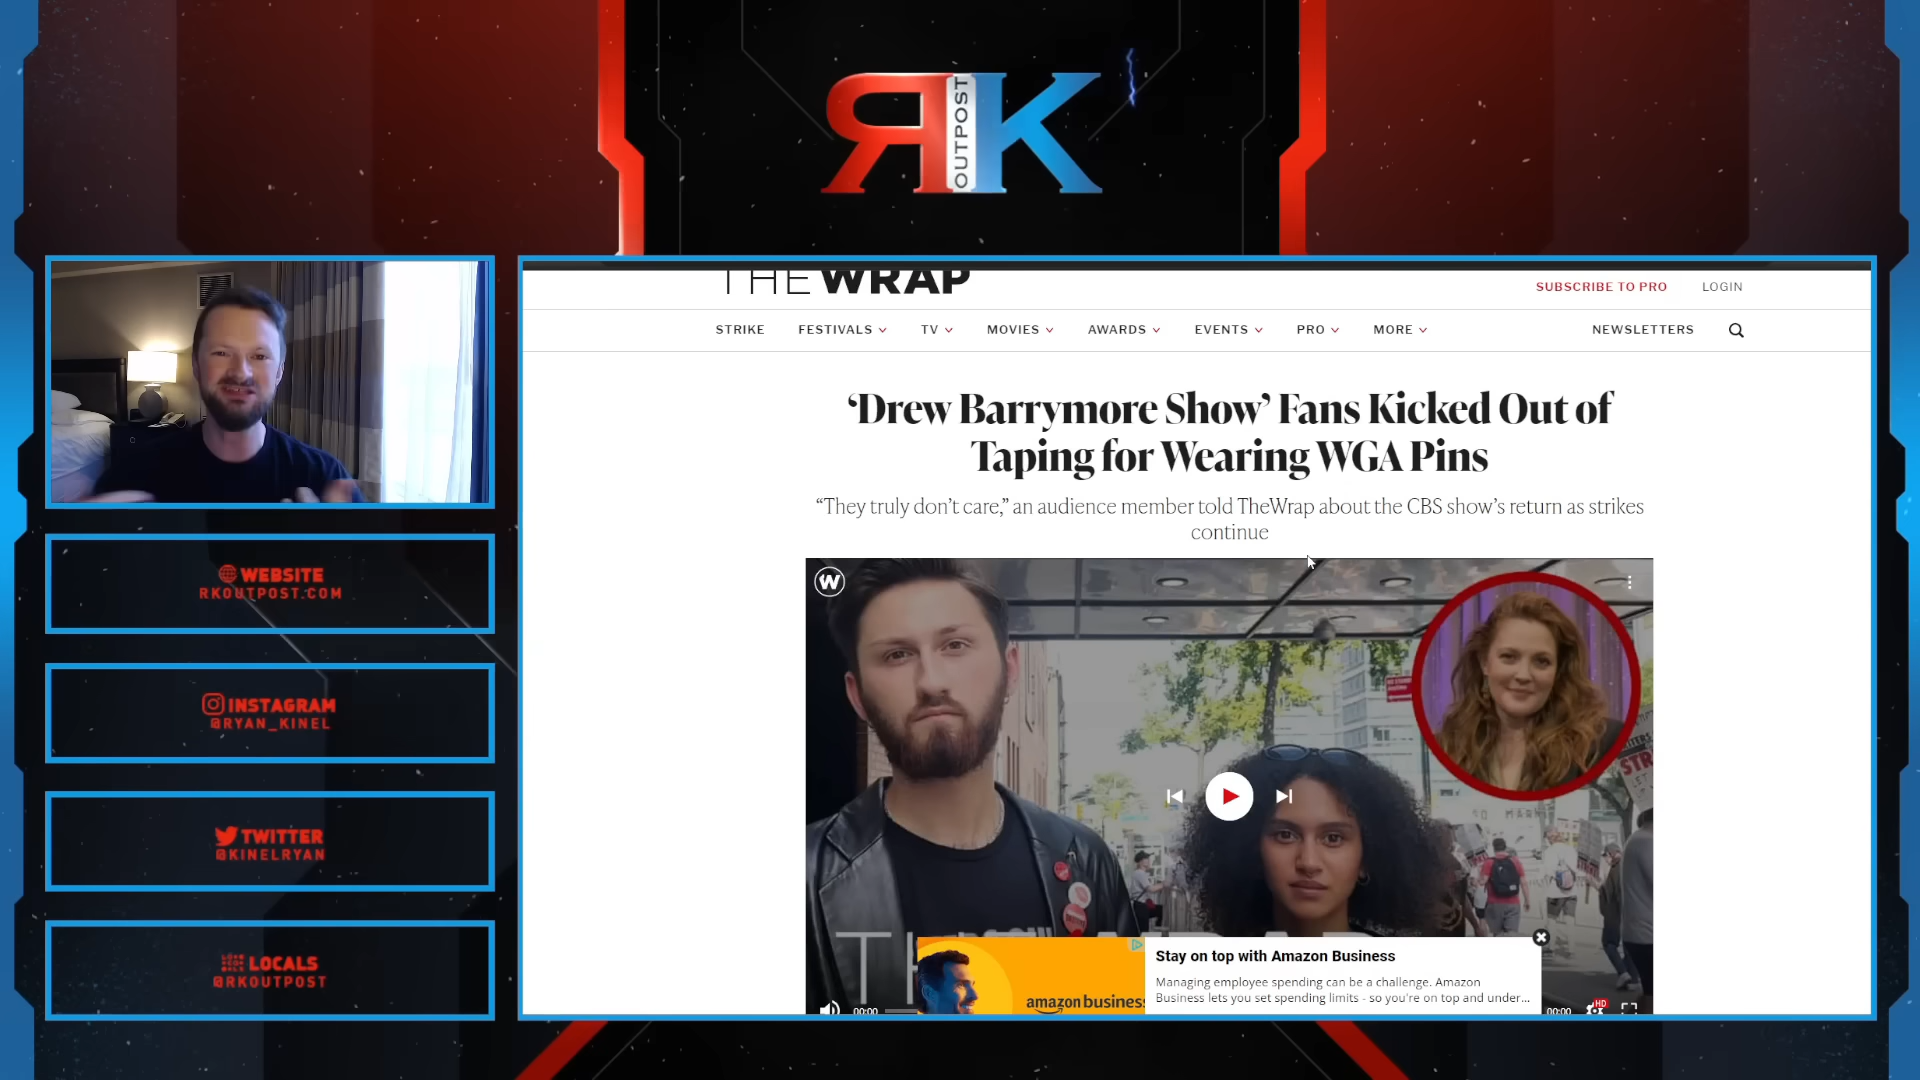 RK
OUTPOST
WEBSITE
RKOUTPOST.COM
INSTAGRAM
@RYAN_KINEL
TWITTER
@KINELRYAN
LOCALS
@RKOUTPOST
THE WRAP
SUBSCRIBE TO PRO LOGIN
STRIKE FESTIVALS TV MOVIES AWARDS EVENTS PRO MORE NEWSLETTERS
‘Drew Barrymore Show’ Fans Kicked Out of
Taping for Wearing WGA Pins
“They truly don’t care,” an audience member told TheWrap about the CBS show’s return as strikes
continue
W
Stay on top with Amazon Business
Managing employee spending can be a challenge. Amazon
Business lets you set spending limits - so you're on top and under...
amazon business
00:00
00:00
HD